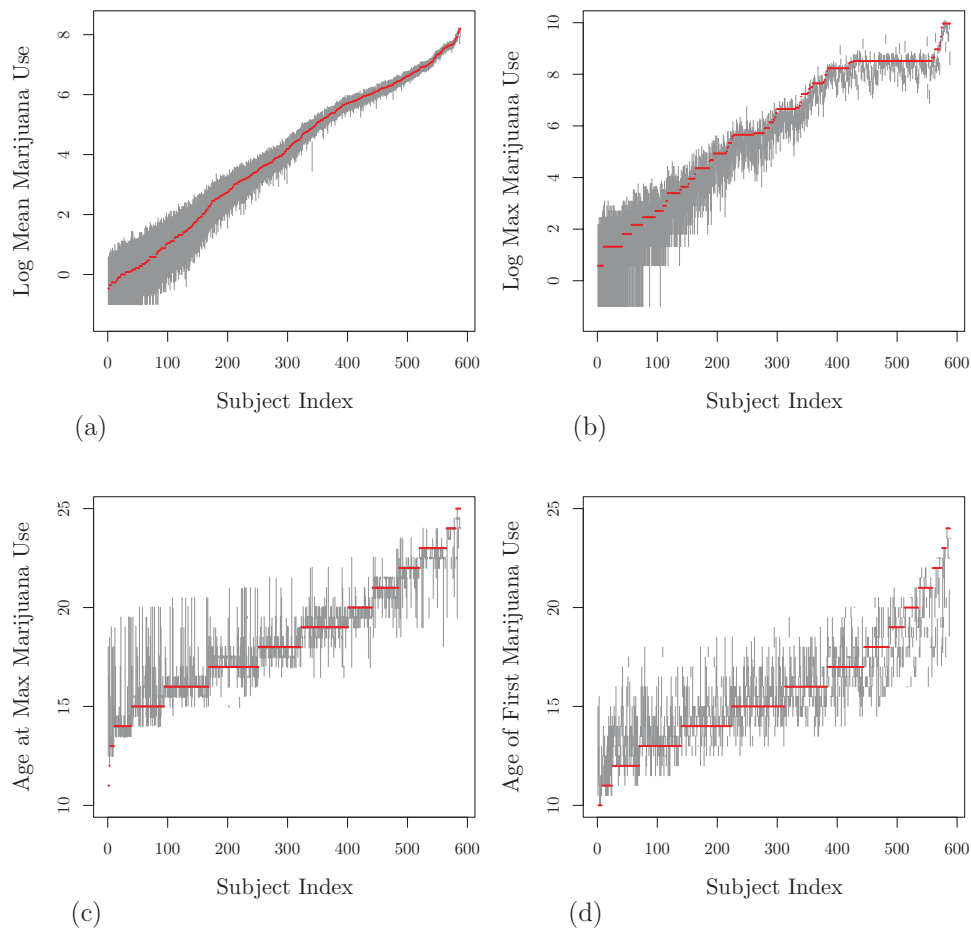 Log Mean Marijuana Use
0 2 4 6 8
0 100 200 300 400 500 600
Subject Index
(a)
Log Max Marijuana Use
0 2 4 6 8 10
0 100 200 300 400 500 600
Subject Index
(b)
Age at Max Marijuana Use
10 15 20 25
0 100 200 300 400 500 600
Subject Index
(c)
Age of First Marijuana Use
10 15 20 25
0 100 200 300 400 500 600
Subject Index
(d)